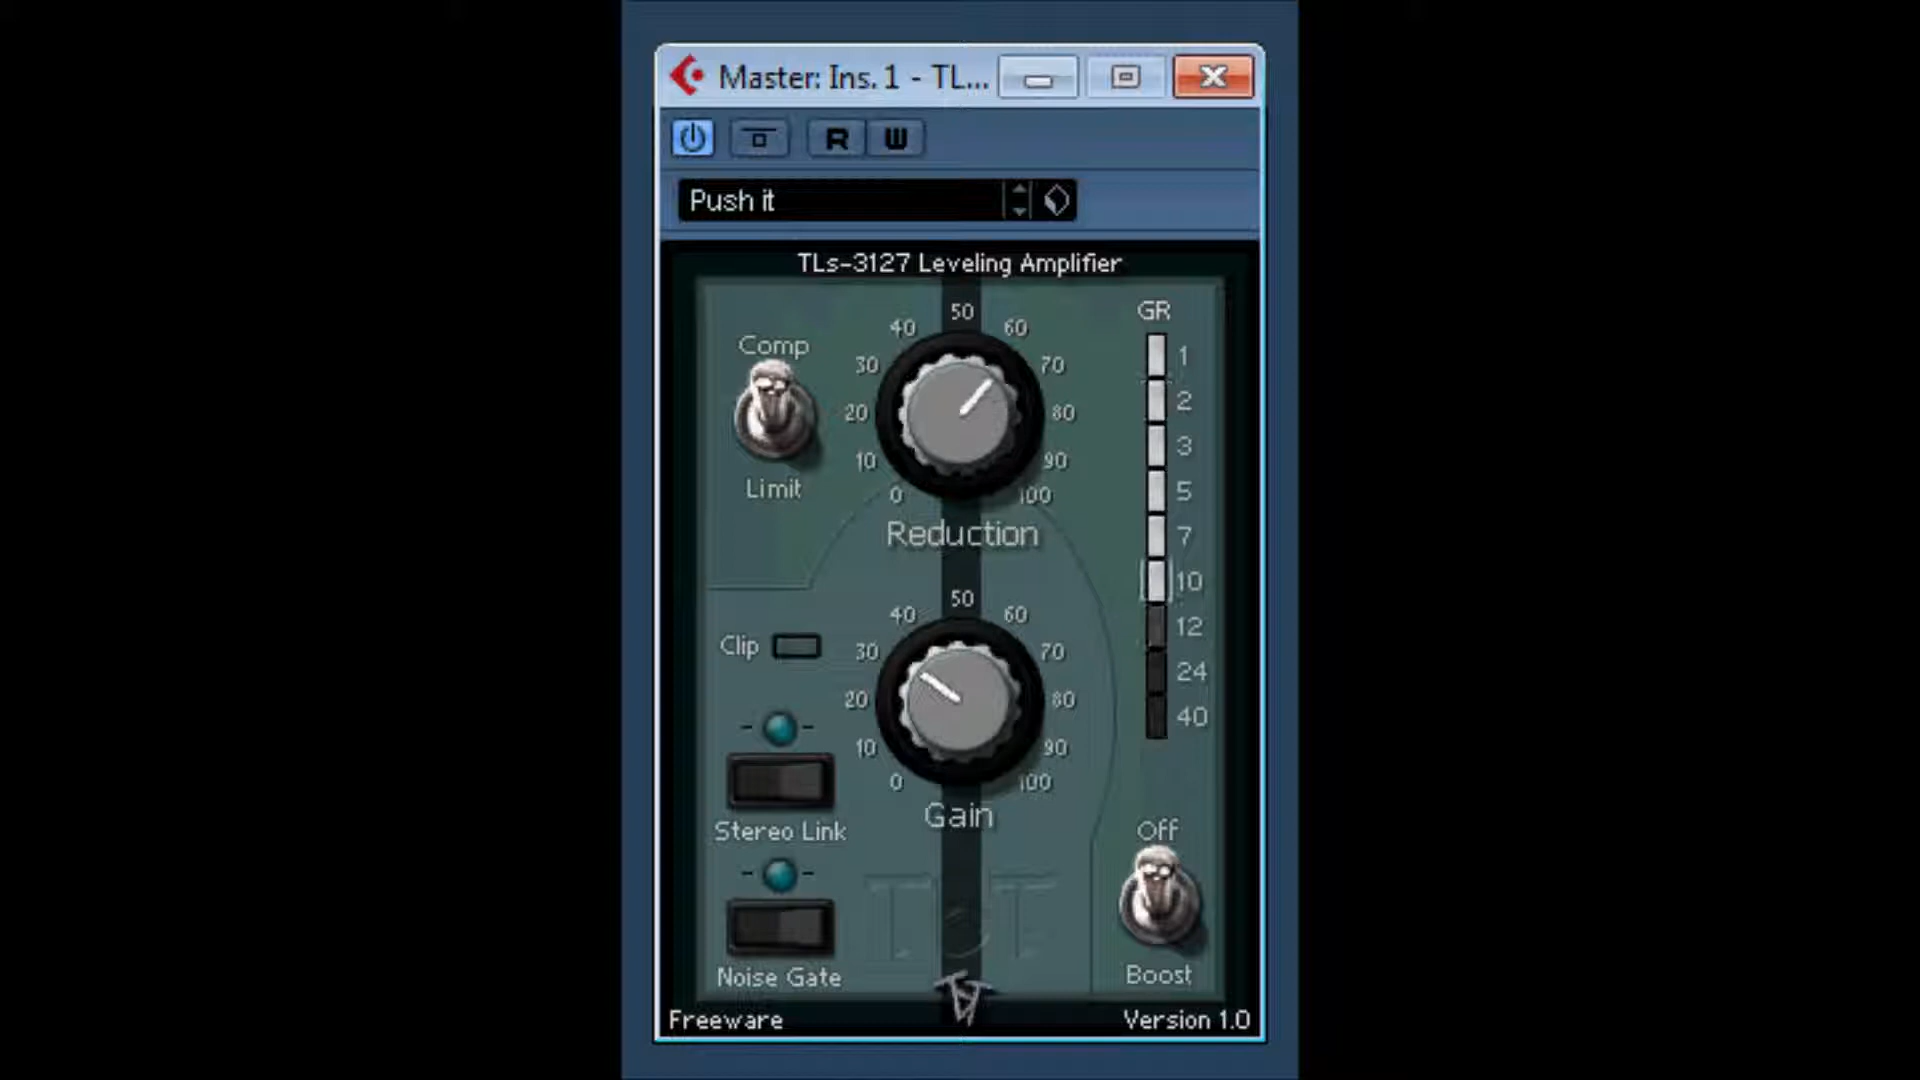 Master: Ins. 1 - TL...
R W
Push it
TLs-3127 Leveling Amplifier
50
40 60
30 70
20 80
10 90
0 100
Reduction
Comp
Limit
GR
1
2
3
5
7
10
12
24
40
50
40 60
30 70
20 80
10 90
0 100
Gain
Clip
Stereo Link
Noise Gate
TST
Off
Boost
Freeware
Version 1.0